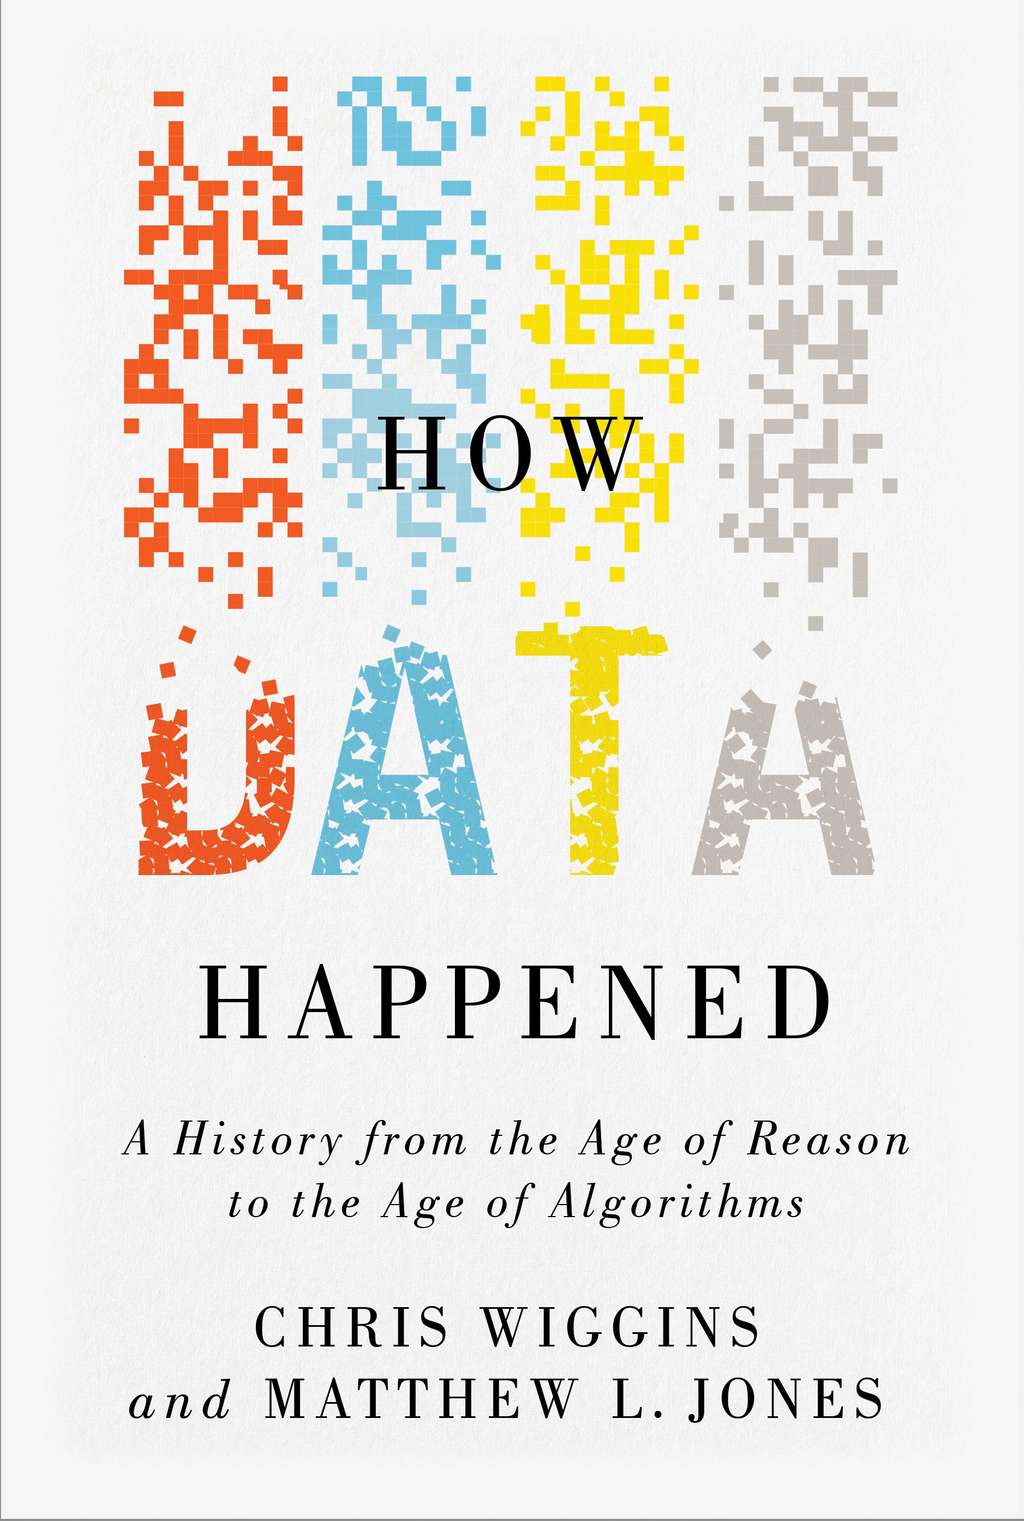 HOW
DATA
HAPPENED
A History from the Age of Reason
to the Age of Algorithms
CHRIS WIGGINS
and MATTHEW L. JONES